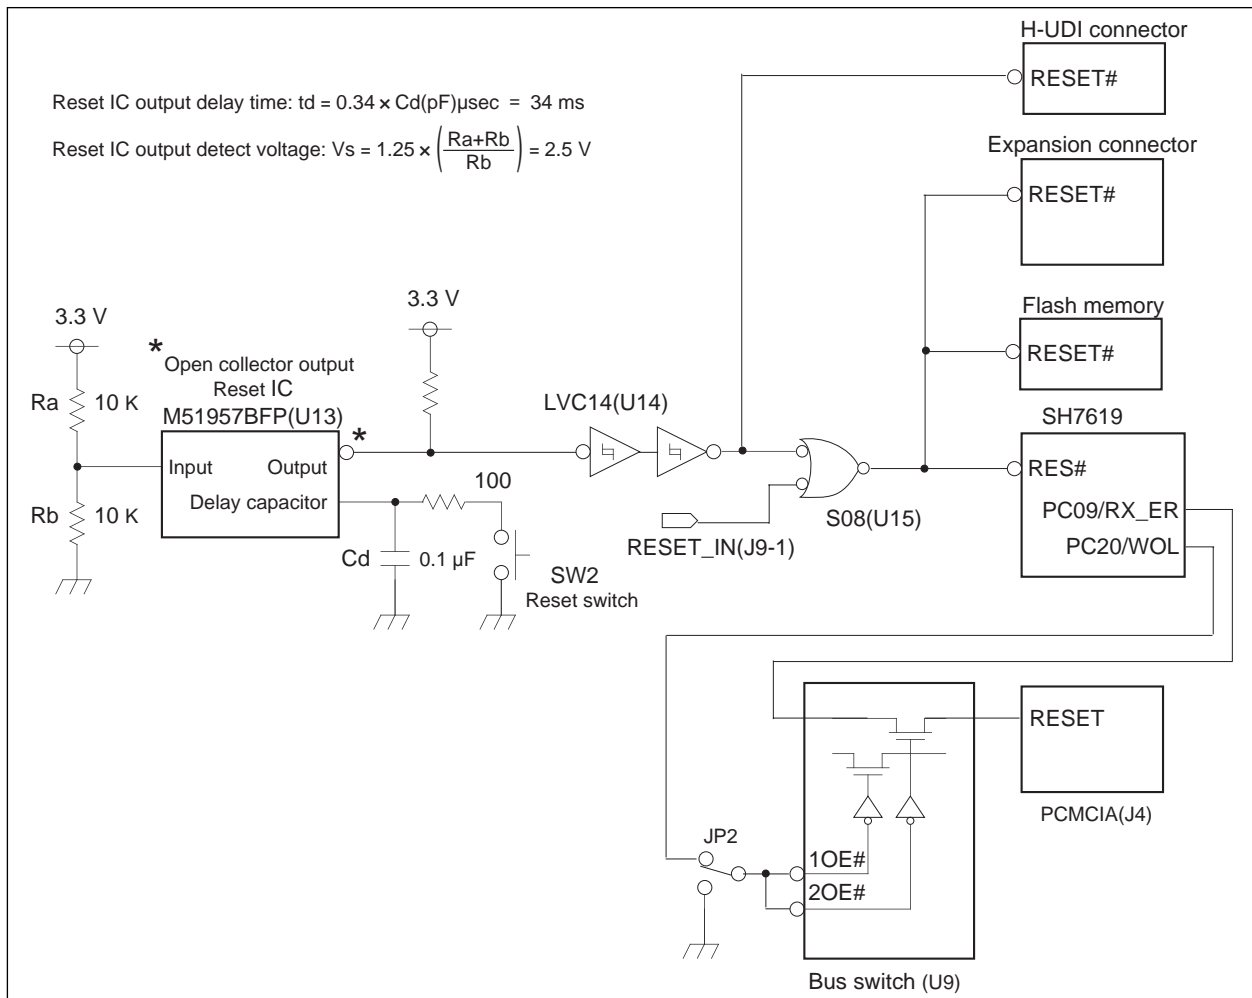 H-UDI connector
RESET#
Reset IC output delay time: td = 0.34 × Cd(pF)μsec = 34 ms
Reset IC output detect voltage: Vs = 1.25 × (Ra+Rb/Rb) = 2.5 V
Expansion connector
RESET#
3.3 V
3.3 V
Flash memory
RESET#
* Open collector output
Reset IC
M51957BFP(U13)
*
Ra 10 K
LVC14(U14)
SH7619
Input
Output
Delay capacitor
RES#
PC09/RX_ER
PC20/WOL
Rb 10 K
100
S08(U15)
RESET_IN(J9-1)
Cd 0.1 μF
SW2
Reset switch
RESET
PCMCIA(J4)
JP2
1OE#
2OE#
Bus switch (U9)